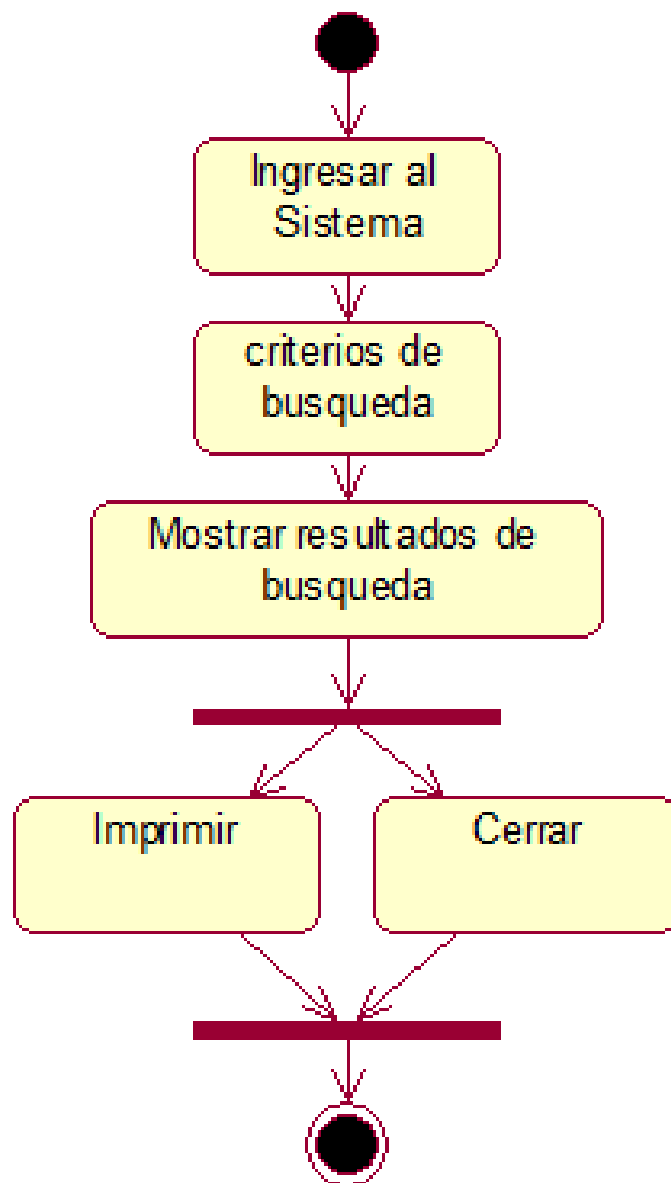 Ingresar al
Sistema
criterios de
busqueda
Mostrar resultados de
busqueda
Imprimir
Cerrar